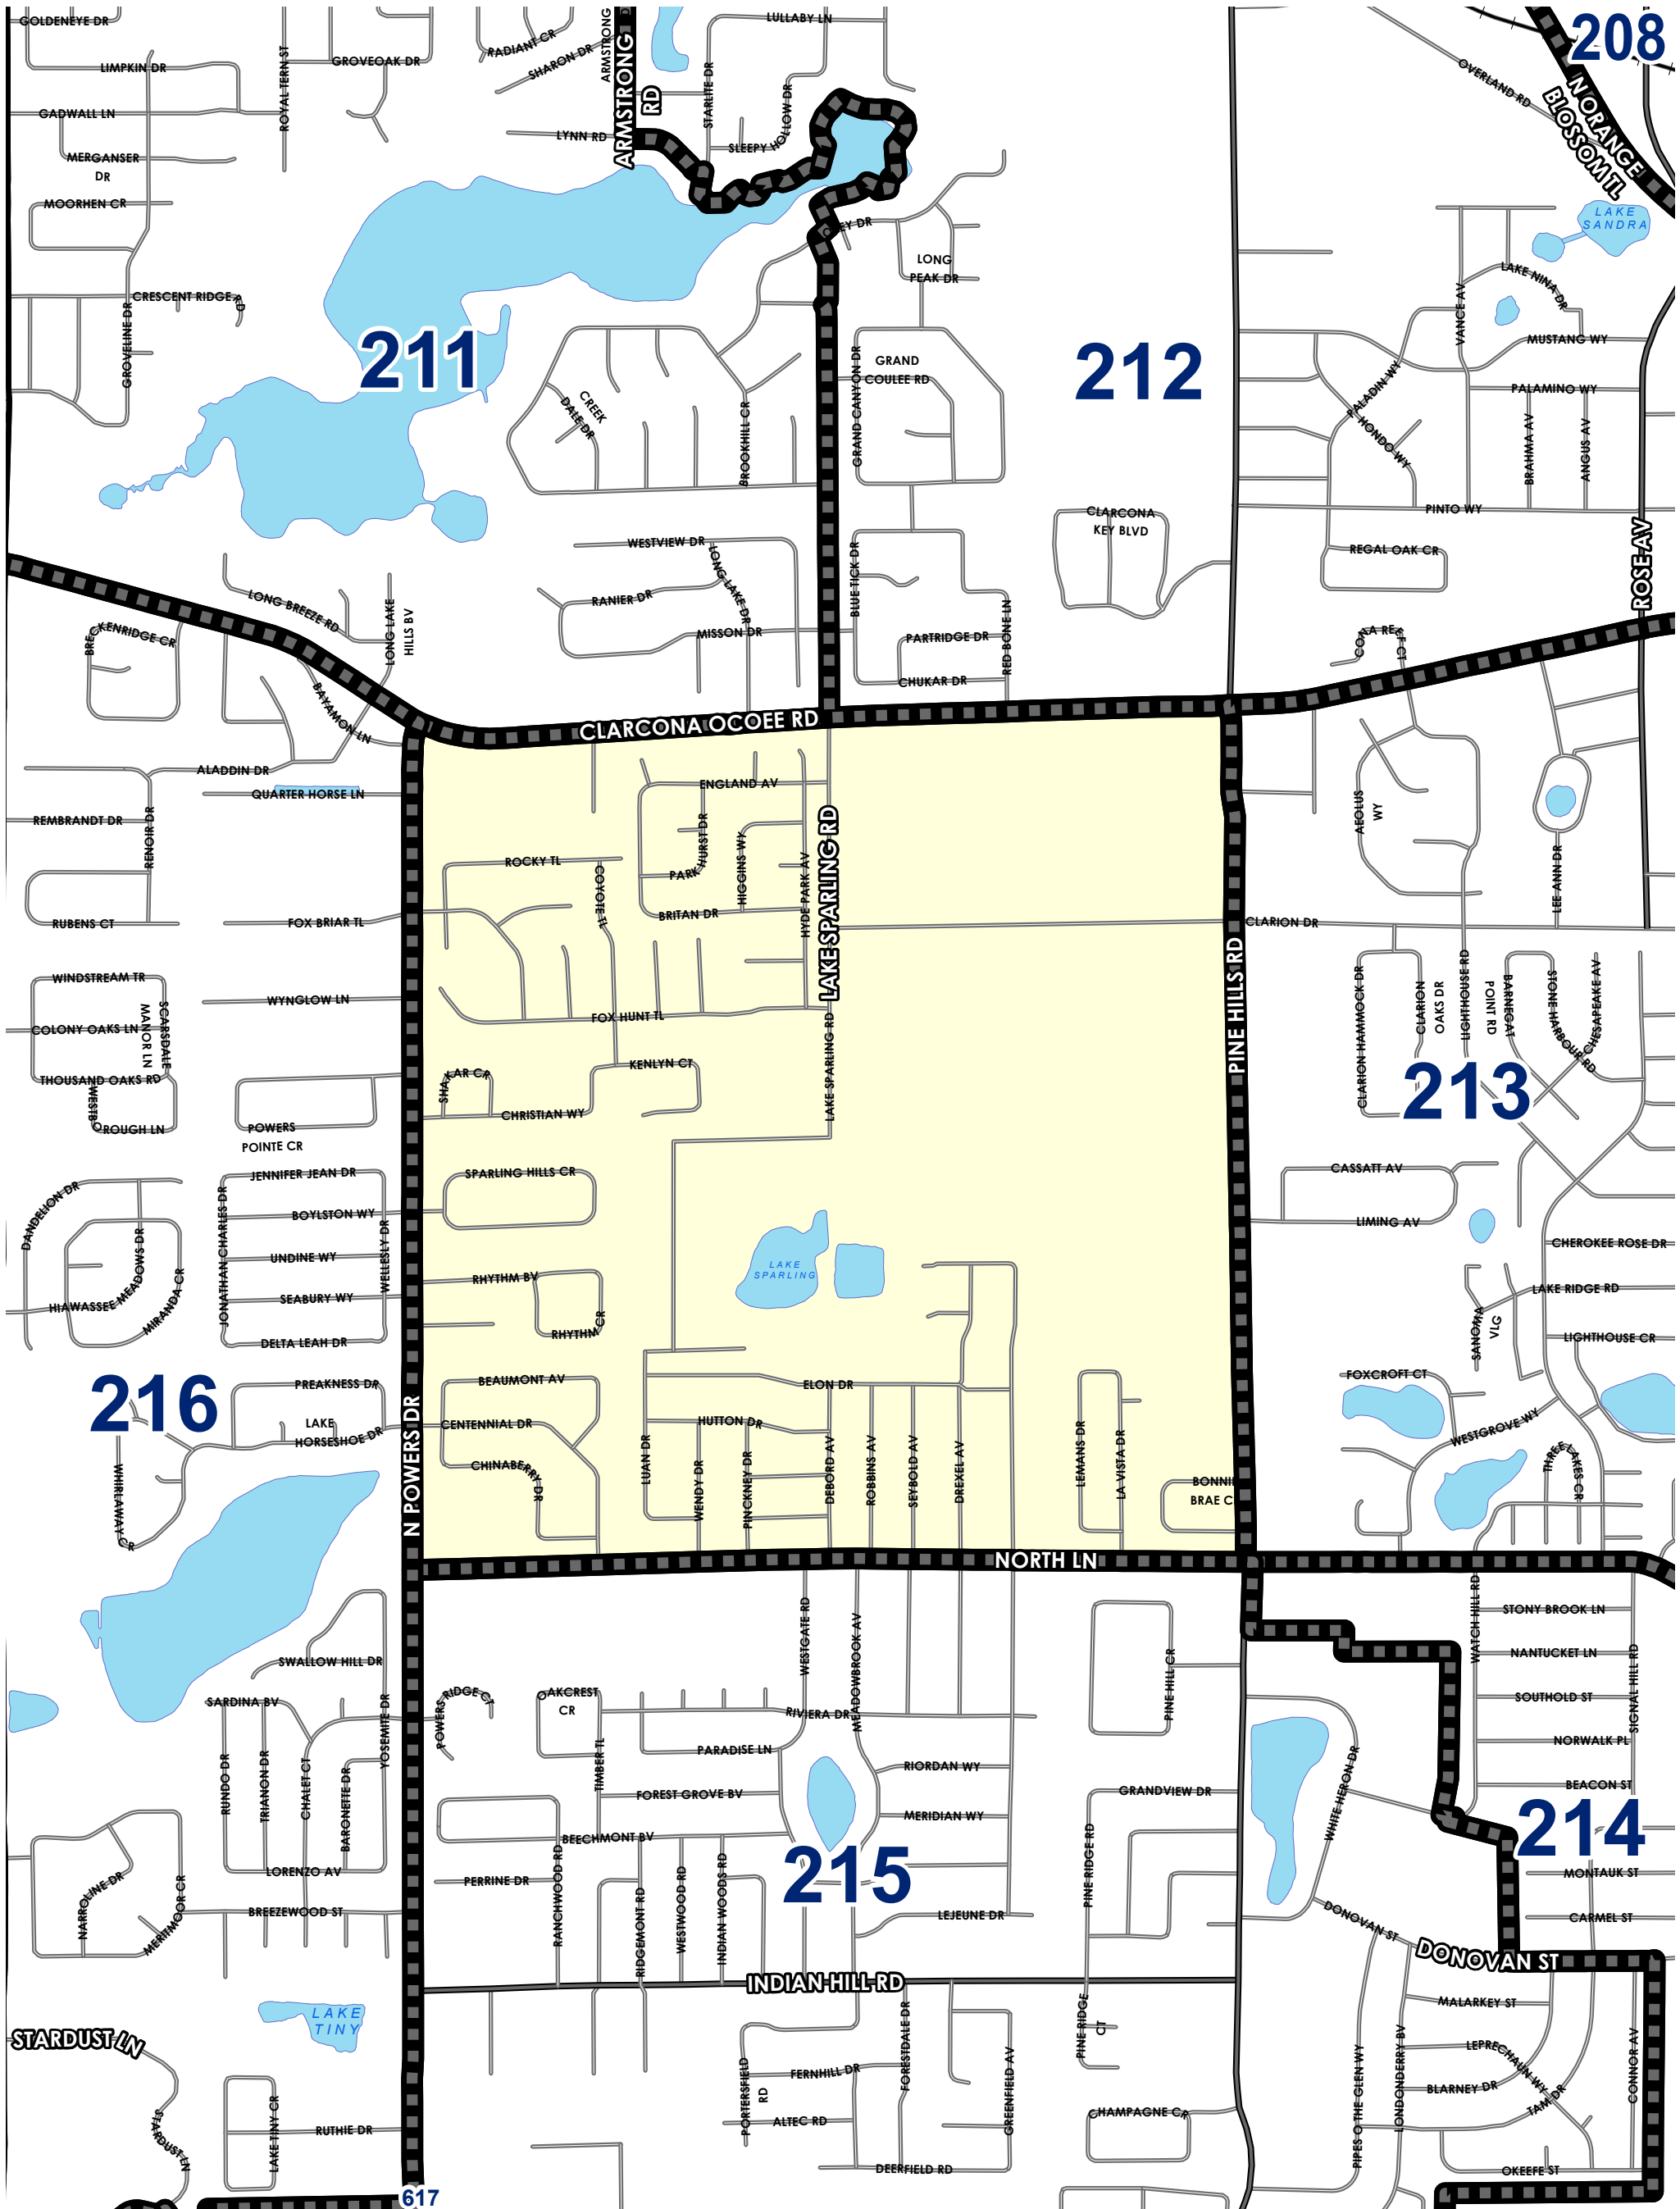 GOLDENEYE DR
LIMPKIN DR
GADWALL LN
MERGANSER
DR
MOORHEN CR
CRESCENT RIDGE RD
GROVELINE DR
ROYAL TERN ST
GROVEOAK DR
RADIANT CR
SHARON DR
ARMSTRONG
ARMSTRONG
RD
LYNN RD
STARLITE DR
LULLABY LN
SLEEPY HOLLOW DR
LONG
PEAK DR
GRAND
COULEE RD
GRAND CANYON DR
208
OVERLAND RD
N ORANGE
BLOSSOM TL
LAKE
SANDRA
LAKE NINA DR
VANCE AV
MUSTANG WY
PALADIN WY
PALAMINO WY
HONDO WY
BRAHMA AV
ANGUS AV
PINTO WY
REGAL OAK CR
ROSE AV
211
212
CREEK
DALE DR
BROOKHILL CR
CLARCONA
KEY BLVD
WESTVIEW DR
LONG LAKE DR
RANIER DR
MISSON DR
BLUE TICK DR
PARTRIDGE DR
RED BONE LN
CHUKAR DR
LONG BREEZE RD
LONG LAKE
HILLS BV
BRECKENRIDGE CR
BAYAMON LN
CLARCONA OCOEE RD
ALADDIN DR
QUARTER HORSE LN
REMBRANDT DR
RENOIR DR
RUBENS CT
FOX BRIAR TL
ENGLAND AV
PARKHURST DR
HIGGINS WY
HYDE PARK AV
LAKE SPARLING RD
ROCKY TL
COYOTE TL
BRITAN DR
AEOLUS
WY
LEE ANN DR
CLARION DR
PINE HILLS RD
WINDSTREAM TR
SCARSDALE
MANOR LN
COLONY OAKS LN
THOUSAND OAKS RD
WESTBOROUGH LN
WYNGLOW LN
POWERS
POINTE CR
FOX HUNT TL
KENLYN CT
CHRISTIAN WY
LAKE SPARLING RD
CLARION HAMMOCK DR
CLARION
OAKS DR
LIGHTHOUSE RD
POINT RD
BARNEGAT
STONE HARBOUR RD
CHESAPEAKE AV
213
JENNIFER JEAN DR
BOYLSTON WY
UNDINE WY
SEABURY WY
DELTA LEAH DR
JONATHAN CHARLES DR
WELLESLY DR
DANDELION DR
HIAWASSEE MEADOWS DR
MIRANDA CR
SPARLING HILLS CR
RHYTHM BV
RHYTHM CR
LAKE
SPARLING
CASSATT AV
LIMING AV
CHEROKEE ROSE DR
LAKE RIDGE RD
SANOMA
VLG
LIGHTHOUSE CR
FOXCROFT CT
WESTGROVE WY
THREE LAKES CR
216
PREAKNESS DR
LAKE
HORSESHOE DR
WHIRLAWAY CR
N POWERS DR
BEAUMONT AV
CENTENNIAL DR
CHINABERRY DR
ELON DR
HUTTON DR
LUAN DR
WENDY DR
PINCKNEY DR
DEBORD AV
ROBBINS AV
SEYBOLD AV
DREXEL AV
LEMANS DR
LA VISTA DR
NORTH LN
SWALLOW HILL DR
SARDINA BV
YOSEMITE DR
RUNDO DR
TRIANON DR
CHALET CT
BARONETTE DR
LORENZO AV
BREEZEWOOD ST
NARROLINE DR
MERITMOOR CR
POWERS RIDGE CT
OAKCREST
CR
TIMBER TL
WESTGATE RD
MEADOWBROOK AV
RIVIERA DR
PARADISE LN
FOREST GROVE BV
BEECHMONT BV
PERRINE DR
RANCHWOOD RD
RIDGEMONT RD
WESTWOOD RD
INDIAN WOODS RD
RIORDAN WY
MERIDIAN WY
LEJEUNE DR
215
PINE HILL CR
GRANDVIEW DR
PINE RIDGE RD
WHITE HERON DR
WATCH HILL RD
STONY BROOK LN
NANTUCKET LN
SOUTHOLD ST
SIGNAL HILL RD
NORWALK PL
BEACON ST
214
MONTAUK ST
CARMEL ST
DONOVAN ST
DONOVAN ST
INDIAN HILL RD
STARDUST LN
STARDUST LN
LAKE
TINY
LAKE TINY CR
RUTHIE DR
617
PORTERSFIELD
RD
FERNHILL DR
ALTEC RD
FORESTDALE DR
GREENFIELD AV
DEERFIELD RD
PINE RIDGE
CT
CHAMPAGNE CR
MALARKEY ST
LEPRECHAUN WY
BLARNEY DR
TAM DR
CONNOR AV
PIPES O THE GLEN WY
LONDONDERRY BV
OKEEFE ST